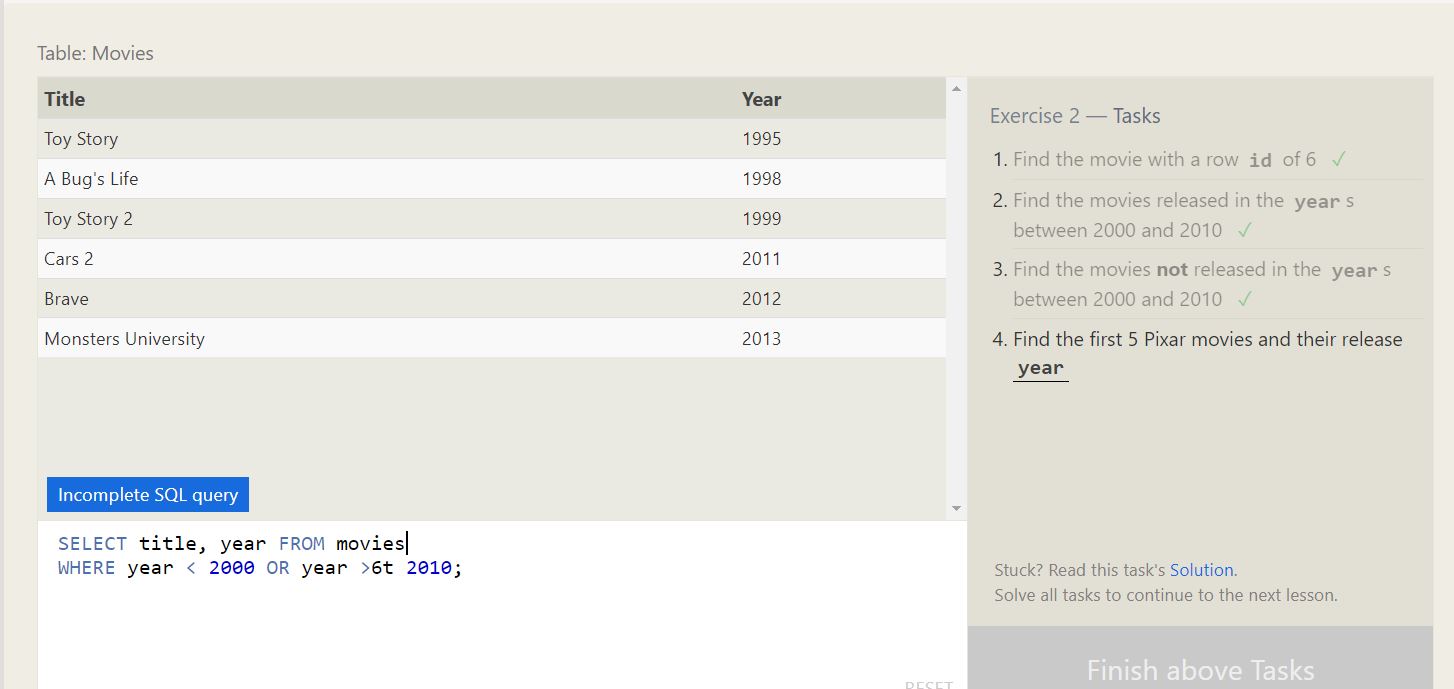 Table: Movies
Title Year
Toy Story 1995
A Bug's Life 1998
Toy Story 2 1999
Cars 2 2011
Brave 2012
Monsters University 2013
Incomplete SQL query
SELECT title, year FROM movies
WHERE year < 2000 OR year >6t 2010;
RESET
Exercise 2 — Tasks
1. Find the movie with a row id of 6 ✓
2. Find the movies released in the year s
between 2000 and 2010 ✓
3. Find the movies not released in the year s
between 2000 and 2010 ✓
4. Find the first 5 Pixar movies and their release
year
Stuck? Read this task's Solution.
Solve all tasks to continue to the next lesson.
Finish above Tasks